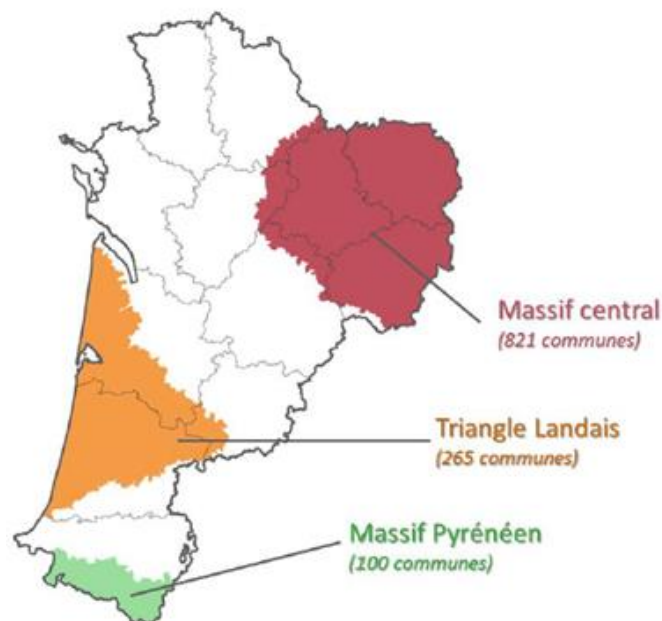 Massif central
(821 communes)
Triangle Landais
(265 communes)
Massif Pyrénéen
(100 communes)